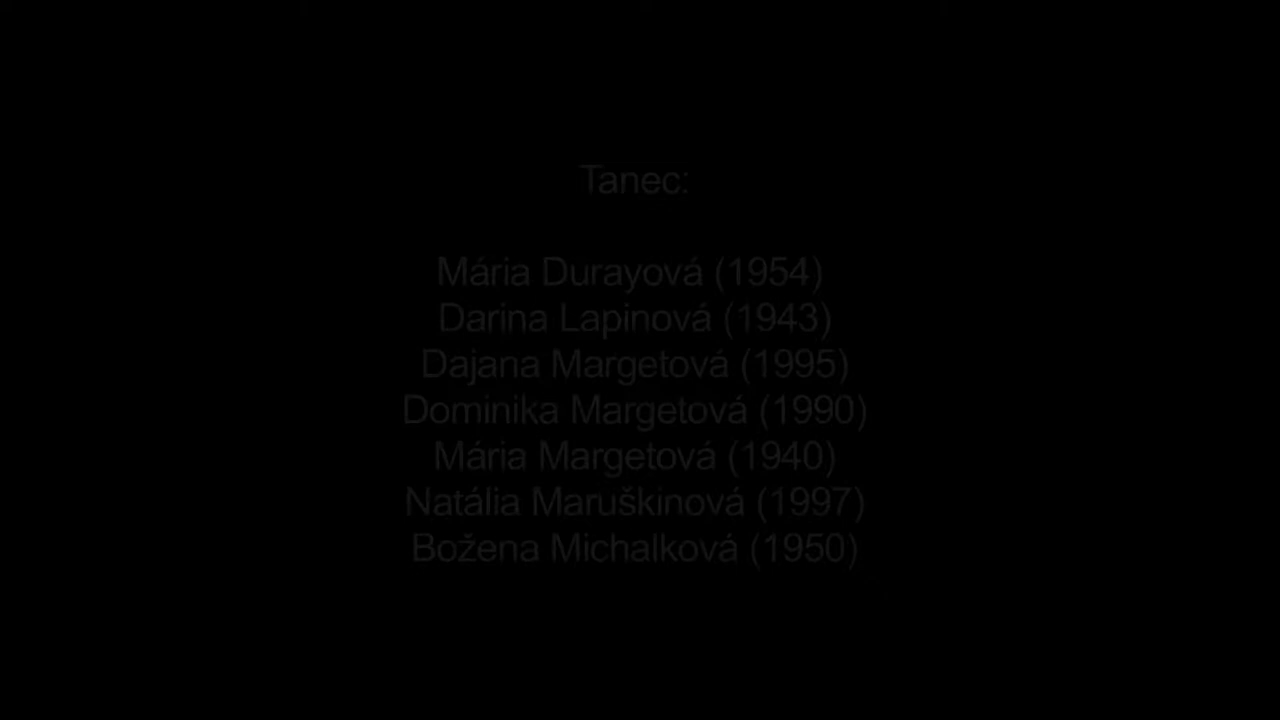 Tanec:
Mária Durayová (1954)
Darina Lapinová (1943)
Dajana Margetová (1995)
Dominika Margetová (1990)
Mária Margetová (1940)
Natália Maruškinová (1997)
Božena Michalková (1950)